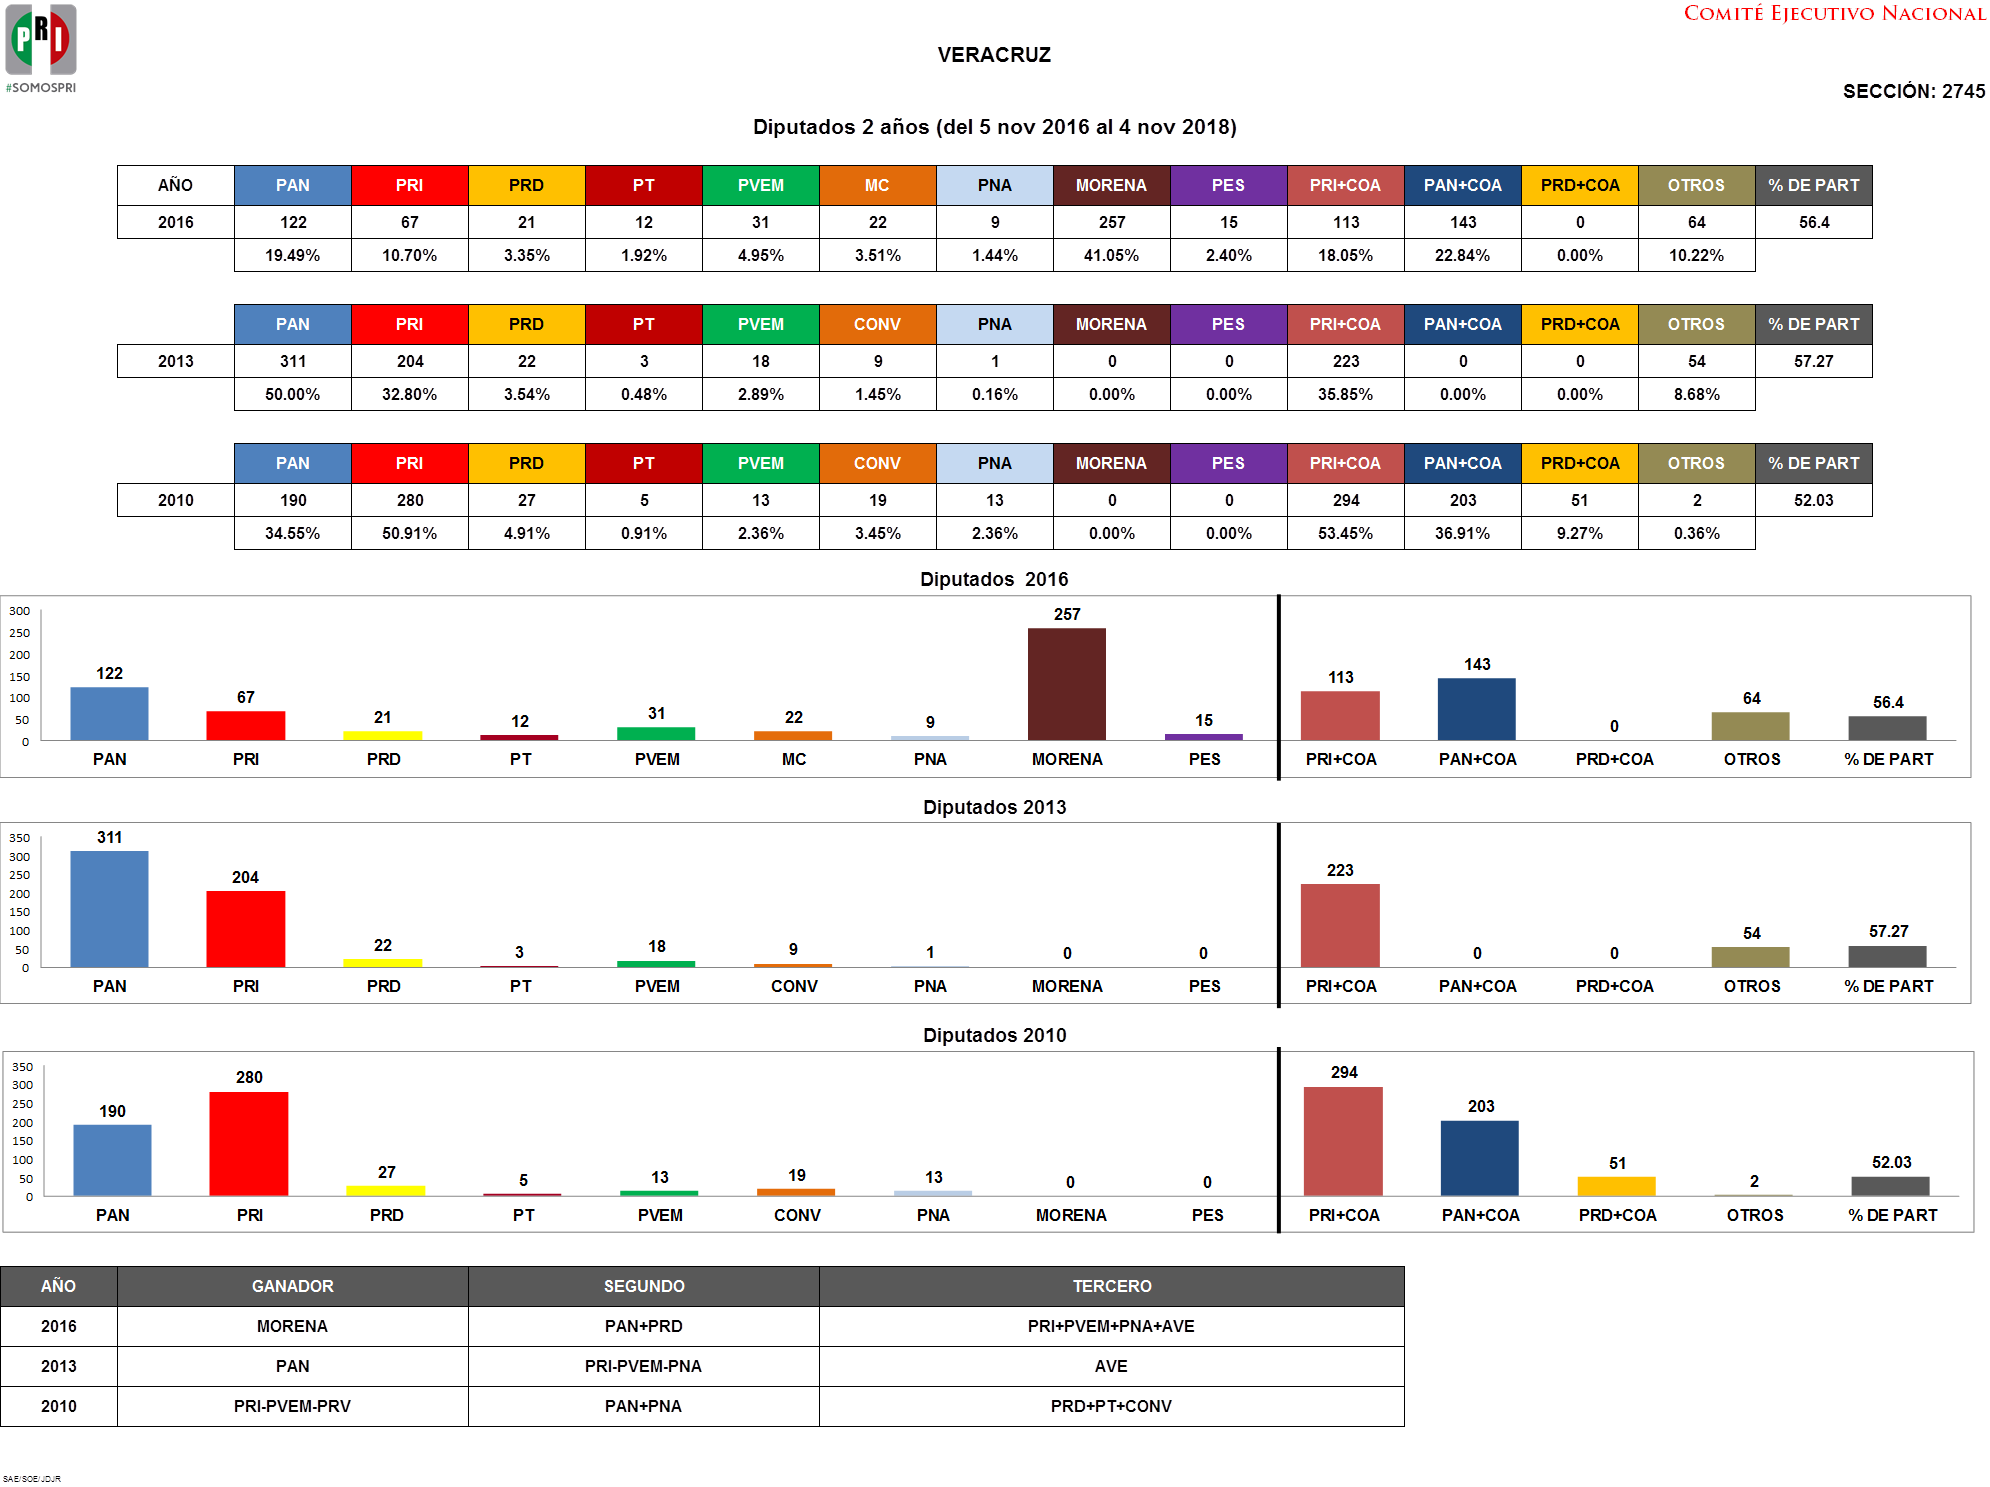 PRI
#SOMOSPRI
COMITÉ EJECUTIVO NACIONAL
VERACRUZ
SECCIÓN: 2745
Diputados 2 años (del 5 nov 2016 al 4 nov 2018)
AÑO PAN PRI PRD PT PVEM MC PNA MORENA PES PRI+COA PAN+COA PRD+COA OTROS % DE PART
2016 122 67 21 12 31 22 9 257 15 113 143 0 64 56.4
19.49% 10.70% 3.35% 1.92% 4.95% 3.51% 1.44% 41.05% 2.40% 18.05% 22.84% 0.00% 10.22%
PAN PRI PRD PT PVEM CONV PNA MORENA PES PRI+COA PAN+COA PRD+COA OTROS % DE PART
2013 311 204 22 3 18 9 1 0 0 223 0 0 54 57.27
50.00% 32.80% 3.54% 0.48% 2.89% 1.45% 0.16% 0.00% 0.00% 35.85% 0.00% 0.00% 8.68%
PAN PRI PRD PT PVEM CONV PNA MORENA PES PRI+COA PAN+COA PRD+COA OTROS % DE PART
2010 190 280 27 5 13 19 13 0 0 294 203 51 2 52.03
34.55% 50.91% 4.91% 0.91% 2.36% 3.45% 2.36% 0.00% 0.00% 53.45% 36.91% 9.27% 0.36%
Diputados 2016
300
250
200
150
100
50
0
122 67 21 12 31 22 9 257 15 113 143 0 64 56.4
PAN PRI PRD PT PVEM MC PNA MORENA PES PRI+COA PAN+COA PRD+COA OTROS % DE PART
Diputados 2013
350
300
250
200
150
100
50
0
311 204 22 3 18 9 1 0 0 223 0 0 54 57.27
PAN PRI PRD PT PVEM CONV PNA MORENA PES PRI+COA PAN+COA PRD+COA OTROS % DE PART
Diputados 2010
350
300
250
200
150
100
50
0
190 280 27 5 13 19 13 0 0 294 203 51 2 52.03
PAN PRI PRD PT PVEM CONV PNA MORENA PES PRI+COA PAN+COA PRD+COA OTROS % DE PART
AÑO GANADOR SEGUNDO TERCERO
2016 MORENA PAN+PRD PRI+PVEM+PNA+AVE
2013 PAN PRI-PVEM-PNA AVE
2010 PRI-PVEM-PRV PAN+PNA PRD+PT+CONV
SAE/SOE/JDJR